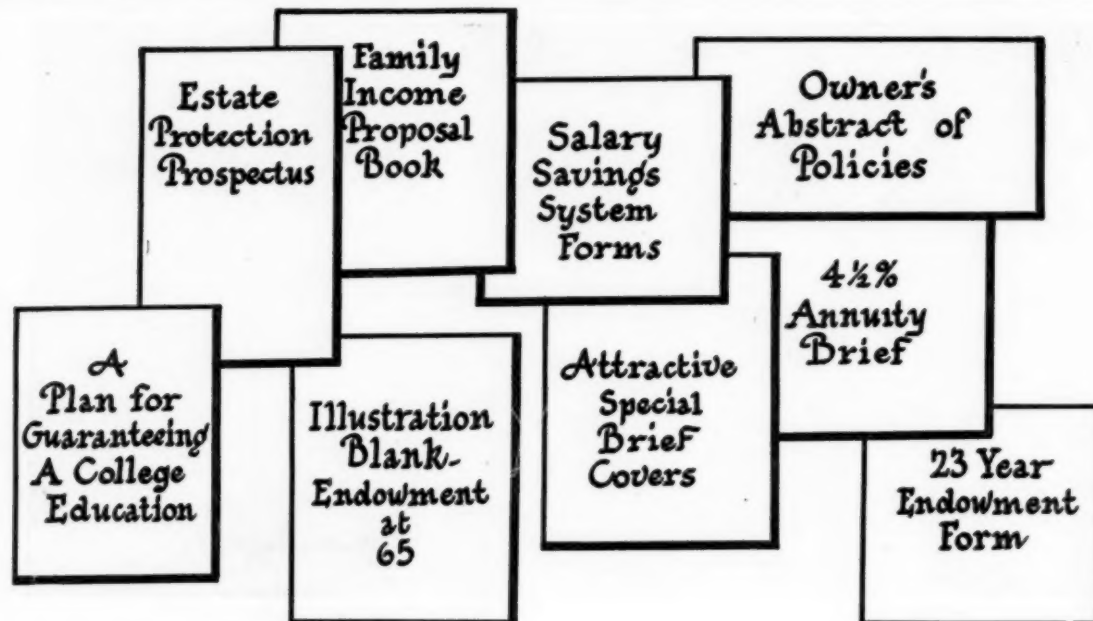 Estate
Protection
Prospectus
Family
Income
Proposal
Book
Salary
Savings
System
Forms
Owner's
Abstract of
Policies
A
Plan for
Guaranteeing
A College
Education
Illustration
Blank-
Endowment
at
65
Attractive
Special
Brief
Covers
4½%
Annuity
Brief
23 Year
Endowment
Form